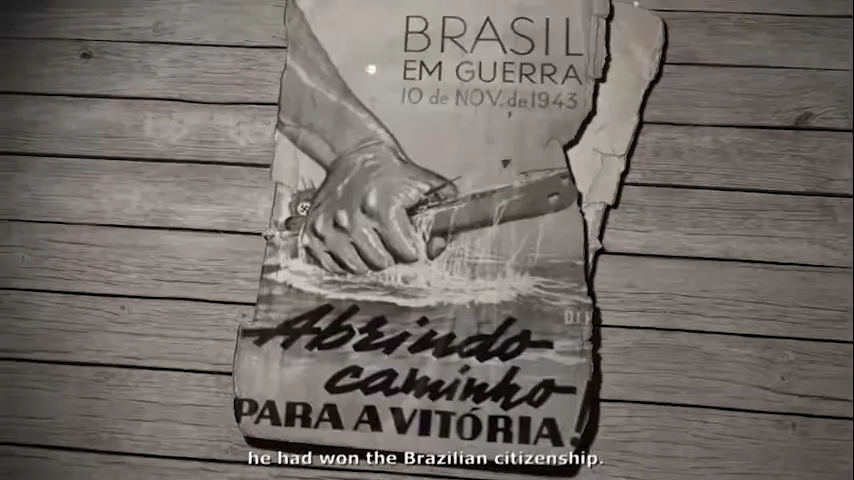 BRASIL
EM GUERRA
10 de NOV. de 1943
D.I.P.
Abrindo
caminho
PARA A VITÓRIA!
he had won the Brazilian citizenship.